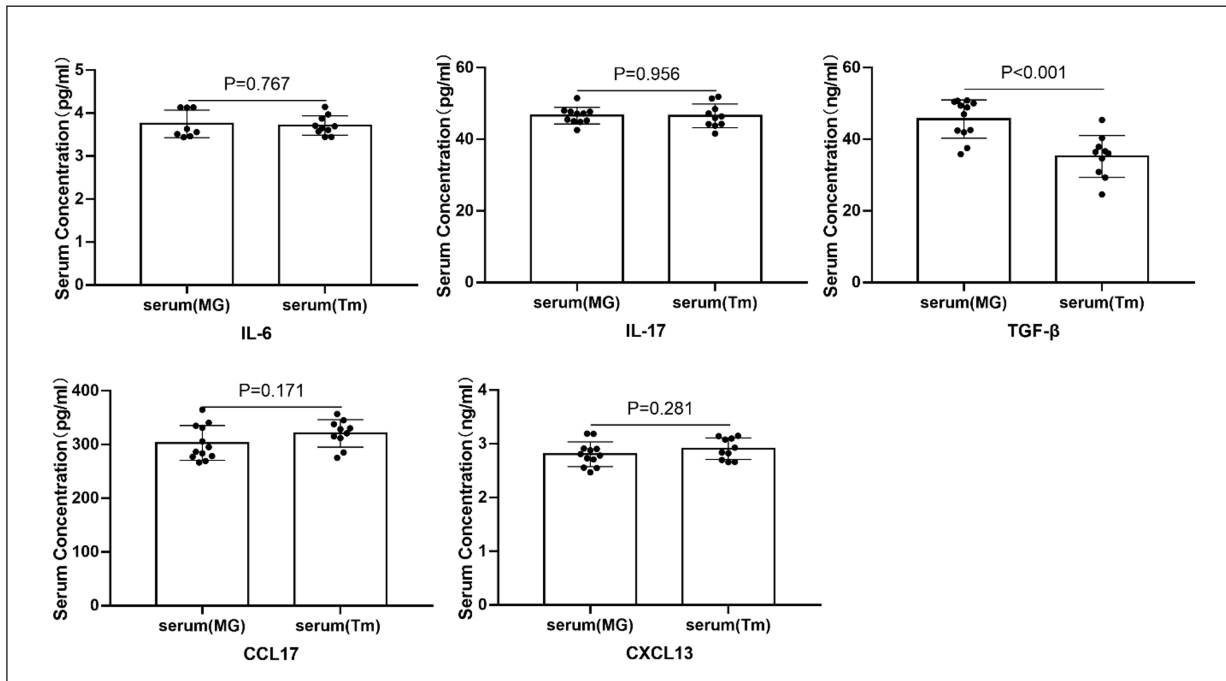 Serum Concentration(pg/ml)
5
4
3
2
1
0
P=0.767
serum(MG)
serum(Tm)
IL-6
Serum Concentration(pg/ml)
60
40
20
0
P=0.956
serum(MG)
serum(Tm)
IL-17
Serum Concentration(ng/ml)
60
40
20
0
P<0.001
serum(MG)
serum(Tm)
TGF-β
Serum Concentration(pg/ml)
400
300
200
100
0
P=0.171
serum(MG)
serum(Tm)
CCL17
Serum Concentration(ng/ml)
4
3
2
1
0
P=0.281
serum(MG)
serum(Tm)
CXCL13